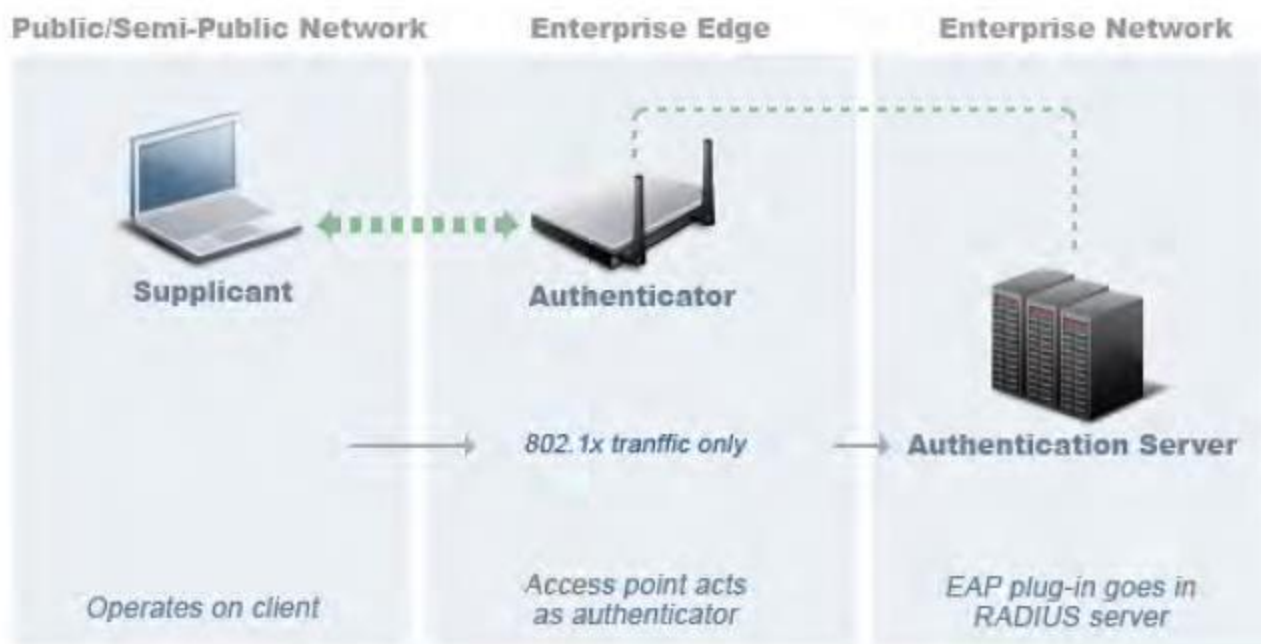 Public/Semi-Public Network
Enterprise Edge
Enterprise Network
Supplicant
Authenticator
802.1x tranffic only
Authentication Server
Operates on client
Access point acts
as authenticator
EAP plug-in goes in
RADIUS server